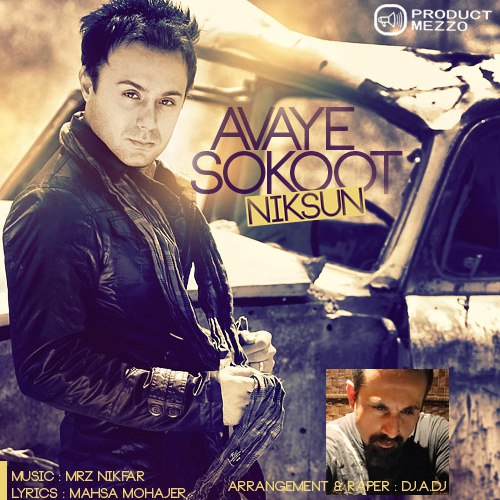 PRODUCT
MEZZO
AVAYE
SOKOOT
NIKSUN
MUSIC : MRZ NIKFAR
LYRICS : MAHSA MOHAJER
ARRANGEMENT & RAPER : DJ.A.DJ